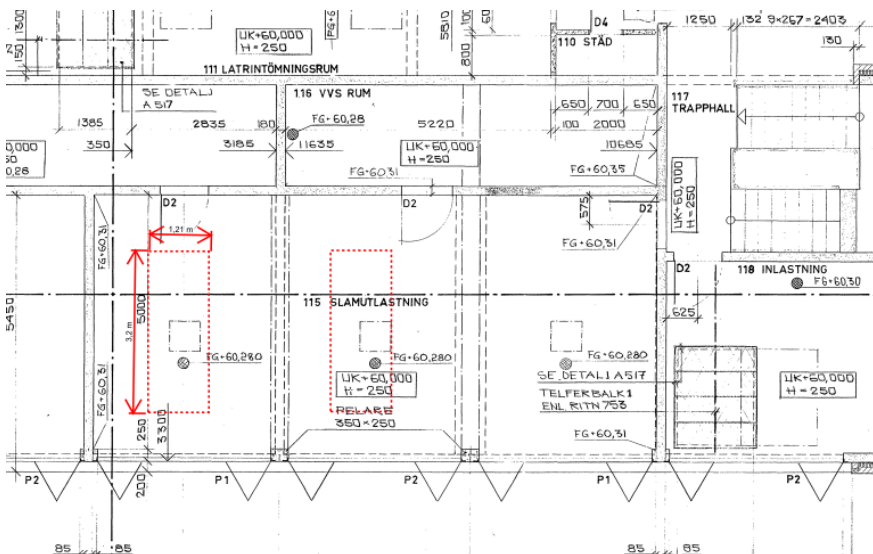 1300
150
UK+60,000
H=250
FG+60,31
5810
100
60
800
D4
110 STÄD
1250
132 9×267=2403
130
111 LATRINTÖMNINGSRUM
SE DETALJ
A 517
116 VVS RUM
FG+60,28
117
TRAPPHALL
650 700 650
1385
2835
180
5220
100 2000
350
3185
11635
10685
UK+60,000
H=250
FG+60,31
FG+60,35
UK+60,000
H=250
D2
D2
D2
575
1,21 m
FG+60,31
FG+60,31
D2
118 INLASTNING
FG+60,30
5450
3,2 m
5000
115 SLAMUTLASTNING
625
FG+60,280
FG+60,280
FG+60,280
UK+60,000
H=250
SE DETALJ A517
TELFERBALK 1
ENL RITN 753
UK+60,000
H=250
FG+60,31
PELARE
350×250
250
3300
FG+60,31
200
P2
P1
P2
P1
P2
85
85
85
85